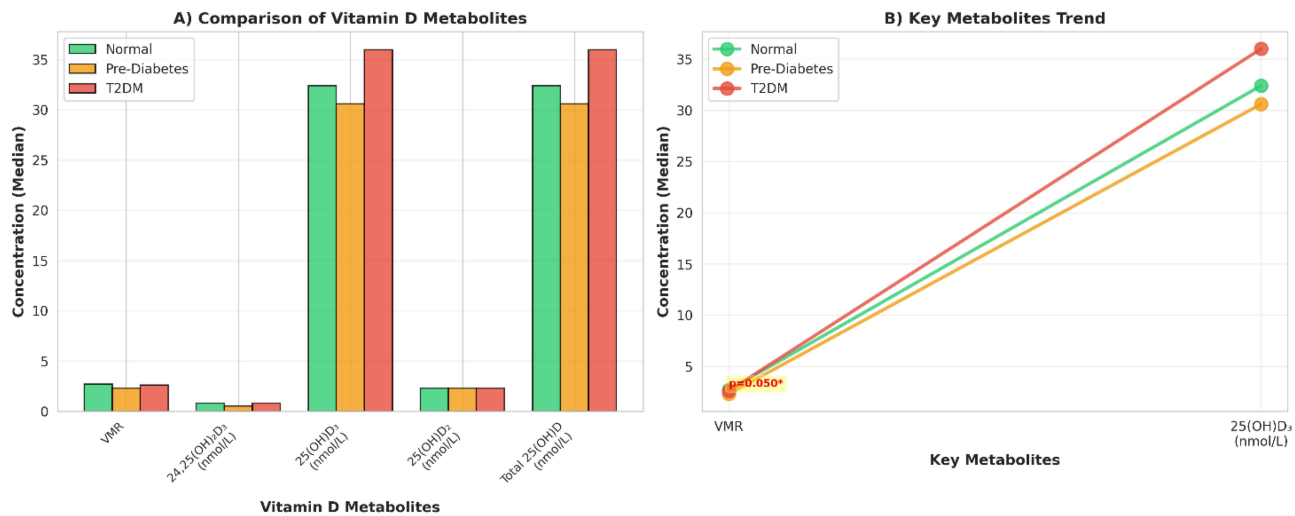 A) Comparison of Vitamin D Metabolites
Concentration (Median)
35
30
25
20
15
10
5
0
Normal
Pre-Diabetes
T2DM
VMR
24,25(OH)₂D₃
(nmol/L)
25(OH)D₃
(nmol/L)
25(OH)D₂
(nmol/L)
Total 25(OH)D
(nmol/L)
Vitamin D Metabolites
B) Key Metabolites Trend
Concentration (Median)
35
30
25
20
15
10
5
Normal
Pre-Diabetes
T2DM
p=0.050*
VMR
25(OH)D₃
(nmol/L)
Key Metabolites